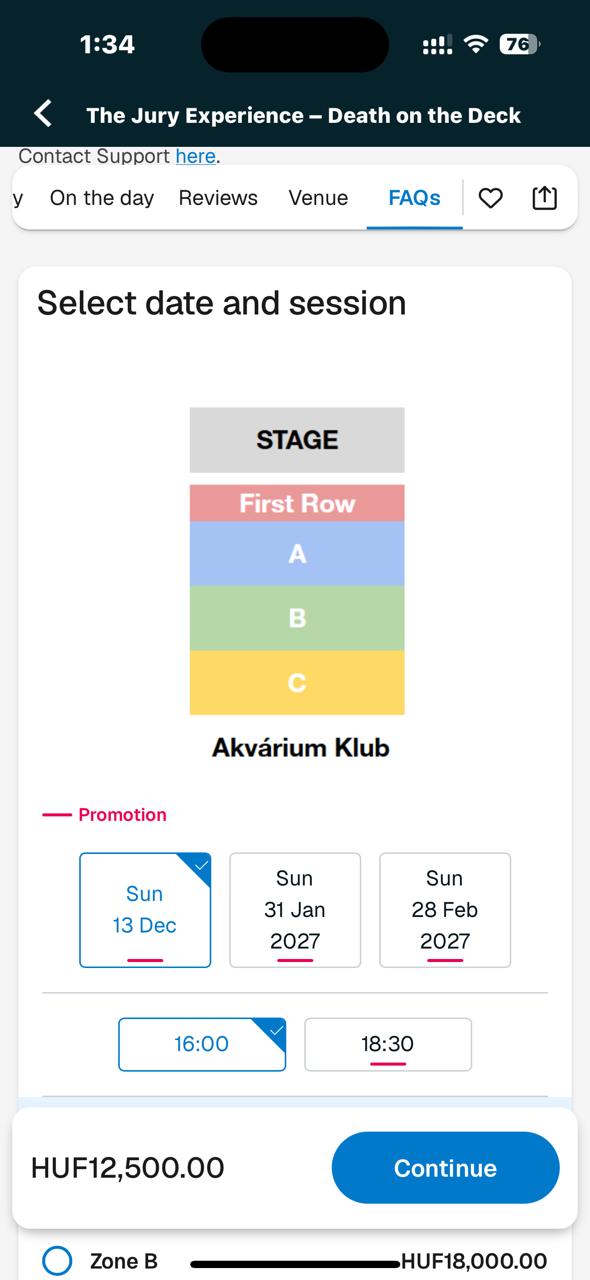 1:34
76
The Jury Experience – Death on the Deck
Contact Support here.
y On the day Reviews Venue FAQs
Select date and session
STAGE
First Row
A
B
C
Akvárium Klub
Promotion
Sun
13 Dec
Sun
31 Jan
2027
Sun
28 Feb
2027
16:00
18:30
HUF12,500.00
Continue
Zone B HUF18,000.00